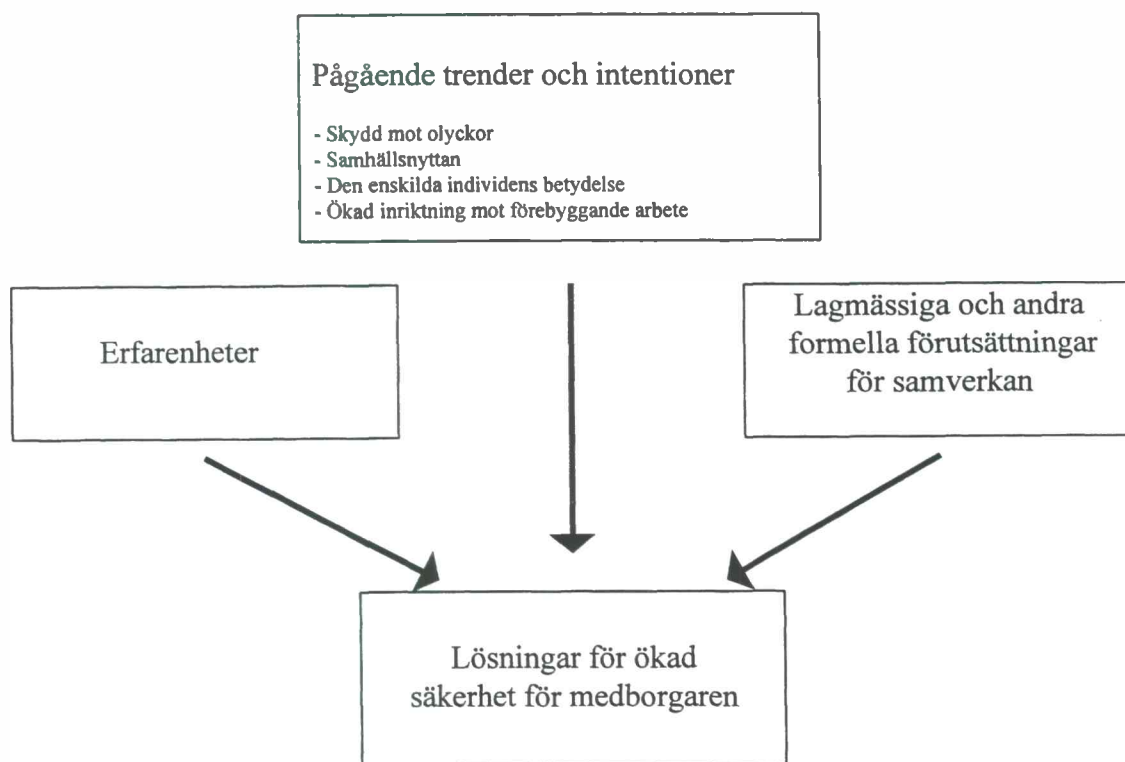 Pågående trender och intentioner
- Skydd mot olyckor
- Samhällsnyttan
- Den enskilda individens betydelse
- Ökad inriktning mot förebyggande arbete
Erfarenheter
Lagmässiga och andra
formella förutsättningar
för samverkan
Lösningar för ökad
säkerhet för medborgaren